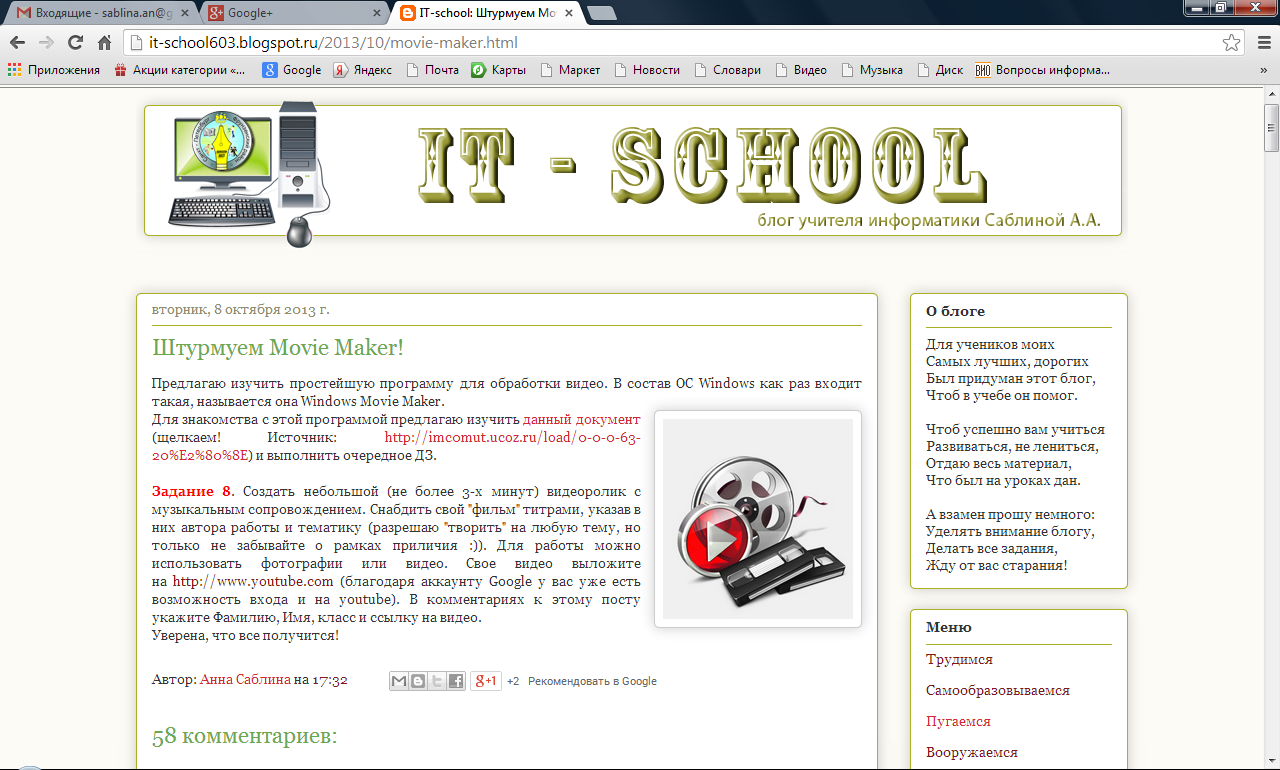 Входящие - sablina.an@g
Google+
IT-school: Штурмуем Mo
it-school603.blogspot.ru/2013/10/movie-maker.html
Приложения
Акции категории «...
Google
Яндекс
Почта
Карты
Маркет
Новости
Словари
Видео
Музыка
Диск
Вопросы информа...
»
IT - SCHOOL
блог учителя информатики Саблиной А.А.
вторник, 8 октября 2013 г.
Штурмуем Movie Maker!
Предлагаю изучить простейшую программу для обработки видео. В состав ОС Windows как раз входит
такая, называется она Windows Movie Maker.
Для знакомства с этой программой предлагаю изучить данный документ
(щелкаем! Источник: http://imcomut.ucoz.ru/load/0-0-0-63-
20%E2%80%8E) и выполнить очередное ДЗ.
Задание 8. Создать небольшой (не более 3-х минут) видеоролик с
музыкальным сопровождением. Снабдить свой "фильм" титрами, указав в
них автора работы и тематику (разрешаю "творить" на любую тему, но
только не забывайте о рамках приличия :)). Для работы можно
использовать фотографии или видео. Свое видео выложите
на http://www.youtube.com (благодаря аккаунту Google у вас уже есть
возможность входа и на youtube). В комментариях к этому посту
укажите Фамилию, Имя, класс и ссылку на видео.
Уверена, что все получится!
Автор: Анна Саблина на 17:32
g+1
+2
Рекомендовать в Google
58 комментариев:
О блоге
Для учеников моих
Самых лучших, дорогих
Был придуман этот блог,
Чтоб в учебе он помог.
Чтоб успешно вам учиться
Развиваться, не лениться,
Отдаю весь материал,
Что был на уроках дан.
А взамен прошу немного:
Уделять внимание блогу,
Делать все задания,
Жду от вас старания!
Меню
Трудимся
Самообразовываемся
Пугаемся
Вооружаемся